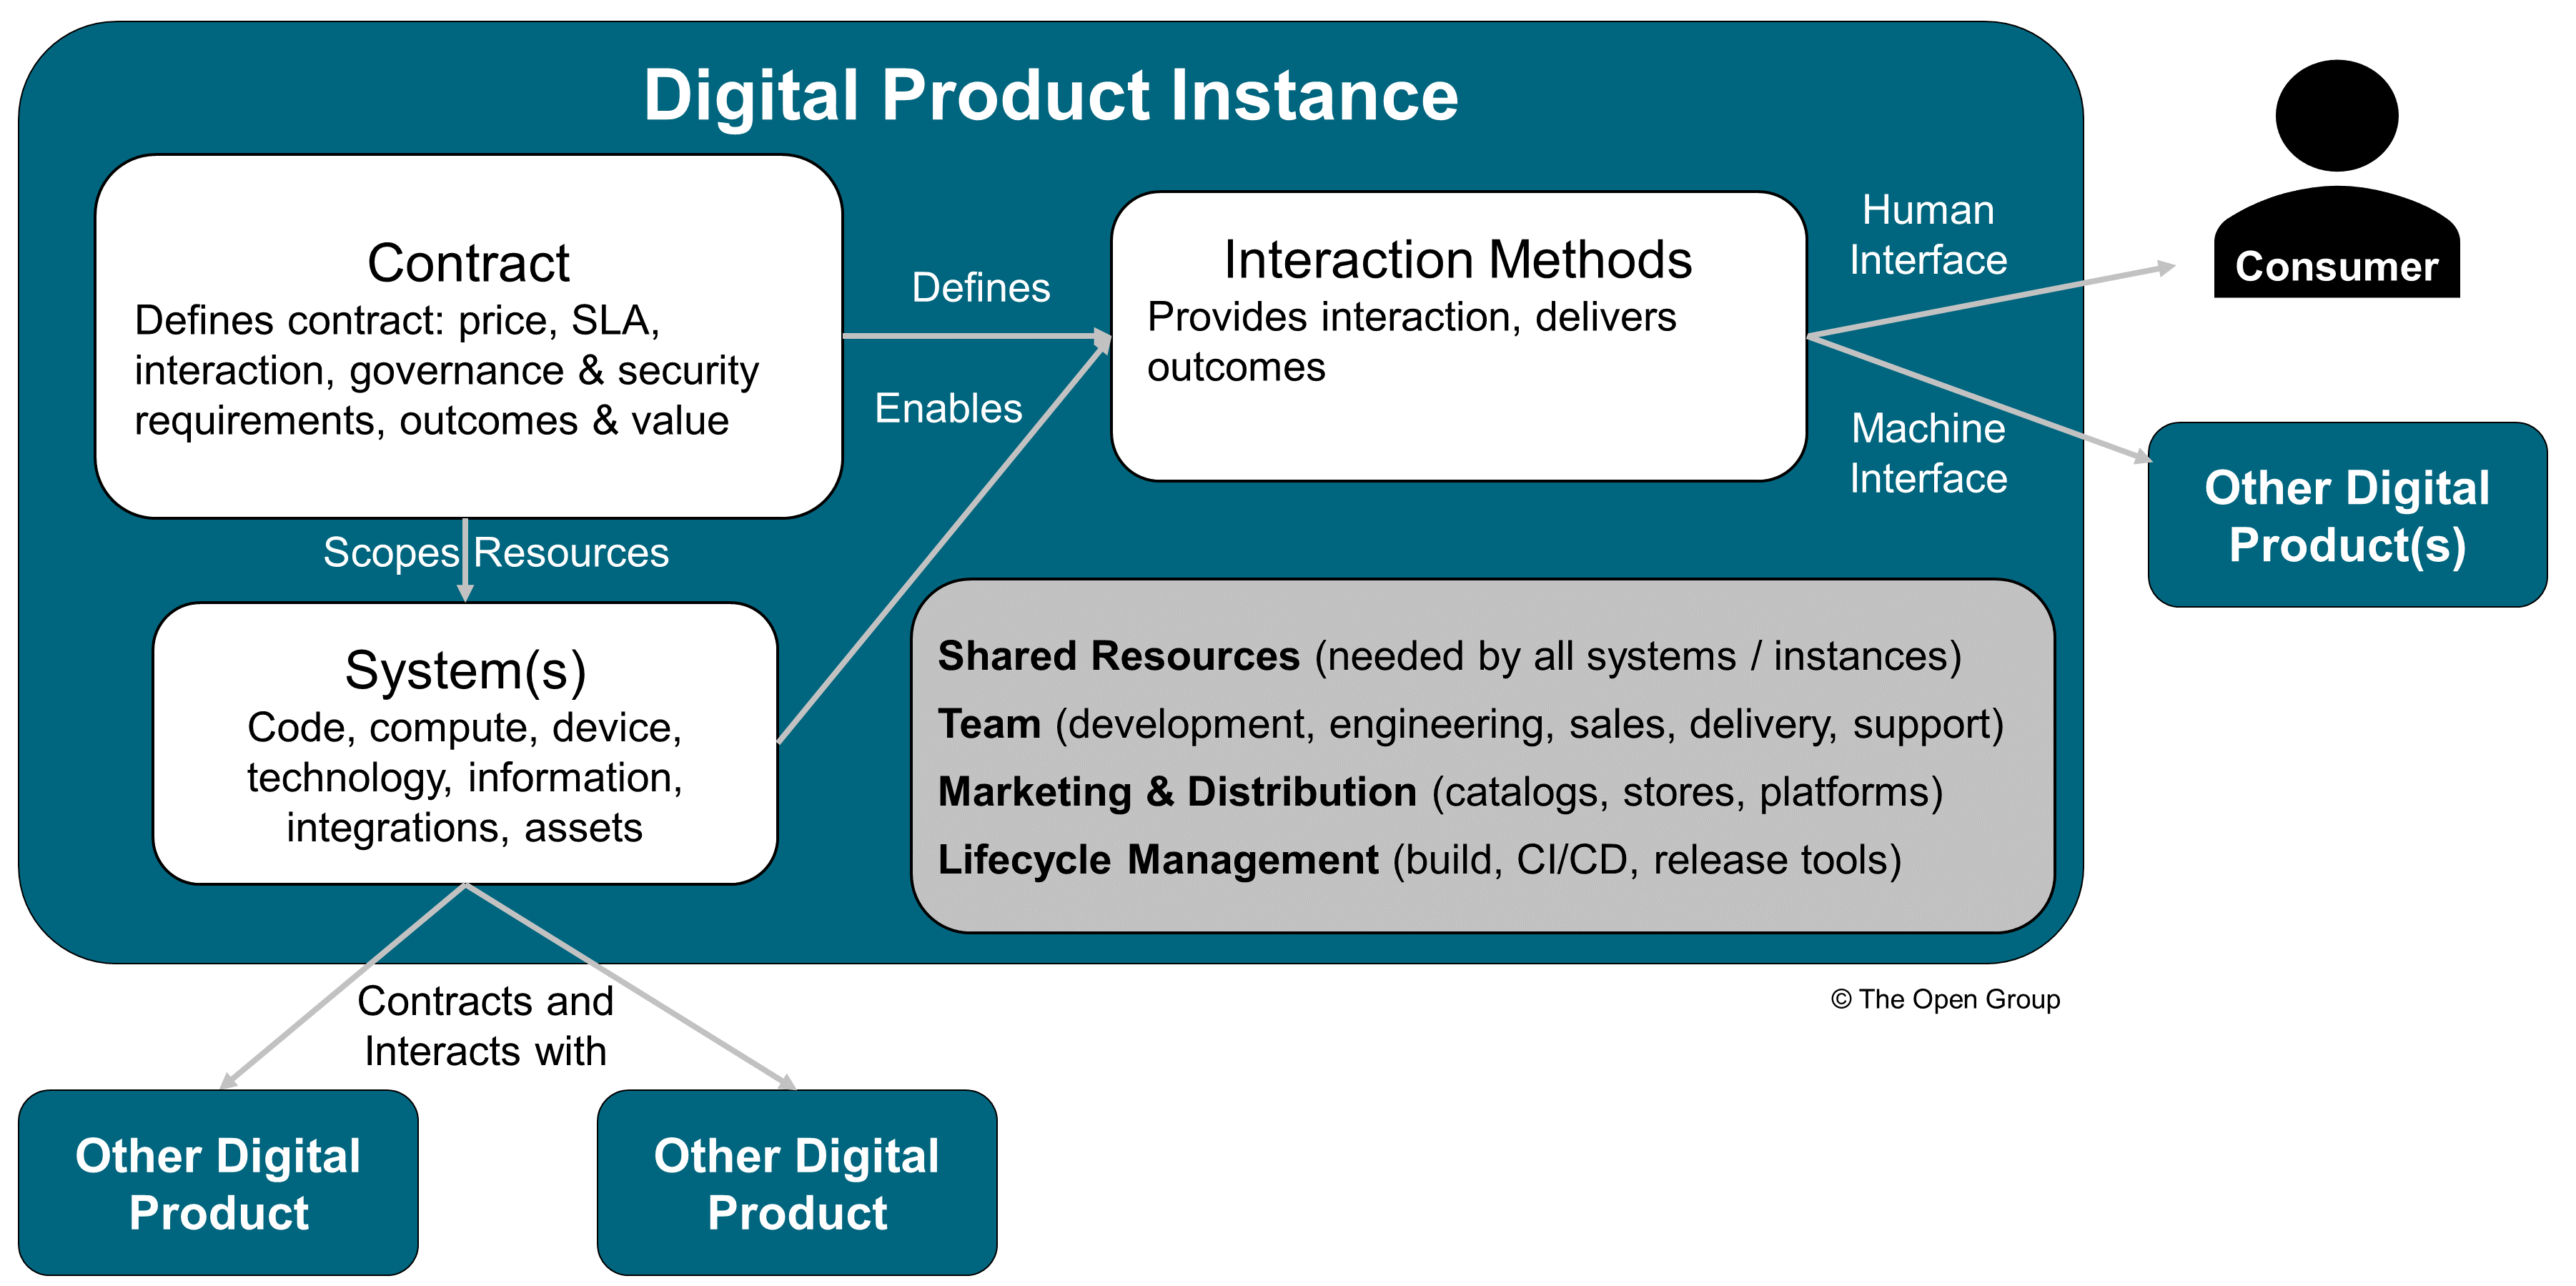 Digital Product Instance
Contract
Defines contract: price, SLA,
interaction, governance & security
requirements, outcomes & value
Defines
Enables
Interaction Methods
Provides interaction, delivers
outcomes
Human
Interface
Consumer
Machine
Interface
Other Digital
Product(s)
Scopes Resources
System(s)
Code, compute, device,
technology, information,
integrations, assets
Shared Resources (needed by all systems / instances)
Team (development, engineering, sales, delivery, support)
Marketing & Distribution (catalogs, stores, platforms)
Lifecycle Management (build, CI/CD, release tools)
© The Open Group
Contracts and
Interacts with
Other Digital
Product
Other Digital
Product